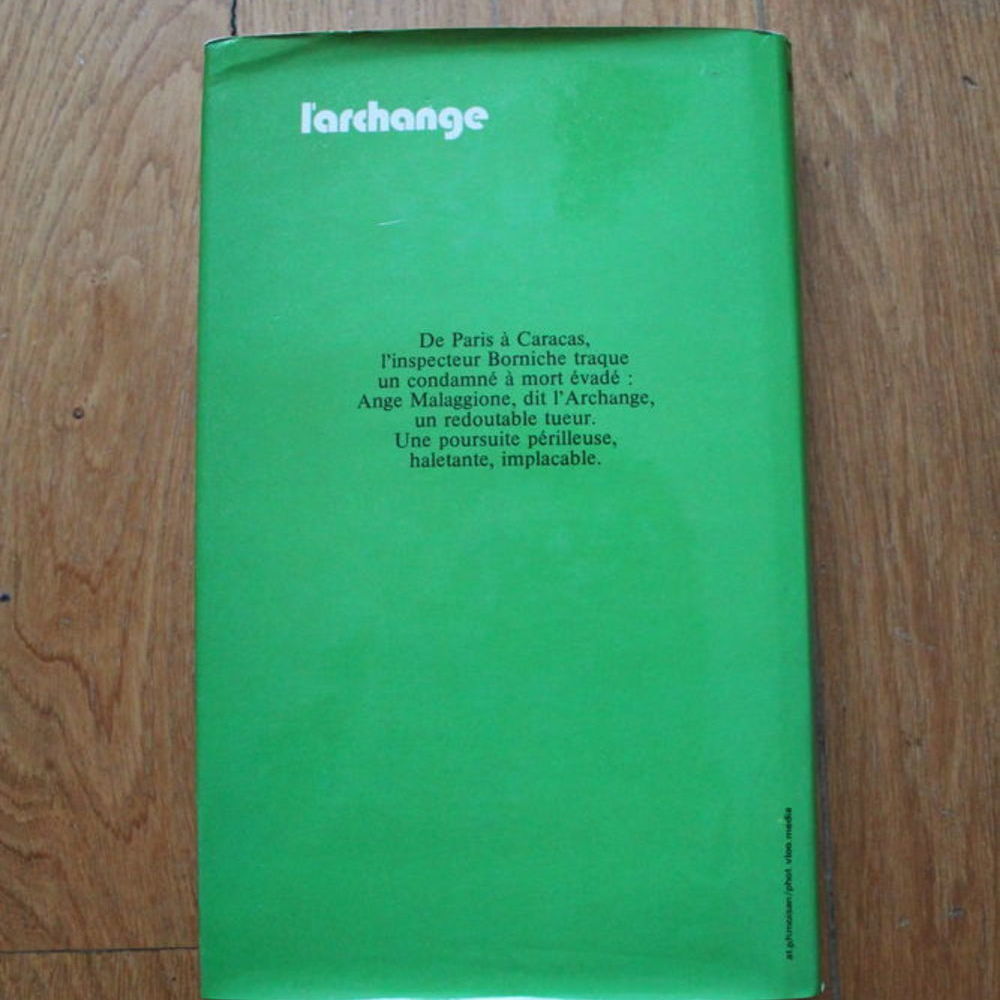 l'archange
De Paris à Caracas,
l'inspecteur Borniche traque
un condamné à mort évadé :
Ange Malaggione, dit l'Archange,
un redoutable tueur.
Une poursuite périlleuse,
haletante, implacable.
media